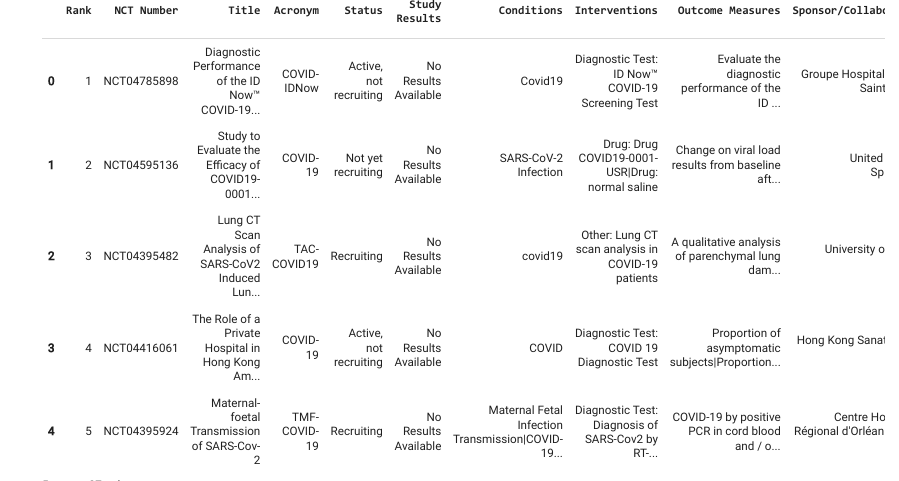 Rank NCT Number Title Acronym Status Study Results Conditions Interventions Outcome Measures Sponsor/Collabo
0 1 NCT04785898 Diagnostic Performance of the ID Now™ COVID-19... COVID-IDNow Active, not recruiting No Results Available Covid19 Diagnostic Test: ID Now™ COVID-19 Screening Test Evaluate the diagnostic performance of the ID ... Groupe Hospital Saint
1 2 NCT04595136 Study to Evaluate the Efficacy of COVID19-0001... COVID-19 Not yet recruiting No Results Available SARS-CoV-2 Infection Drug: Drug COVID19-0001-USR|Drug: normal saline Change on viral load results from baseline aft... United Sp
2 3 NCT04395482 Lung CT Scan Analysis of SARS-CoV2 Induced Lun... TAC-COVID19 Recruiting No Results Available covid19 Other: Lung CT scan analysis in COVID-19 patients A qualitative analysis of parenchymal lung dam... University o
3 4 NCT04416061 The Role of a Private Hospital in Hong Kong Am... COVID-19 Active, not recruiting No Results Available COVID Diagnostic Test: COVID 19 Diagnostic Test Proportion of asymptomatic subjects|Proportion... Hong Kong Sanat
4 5 NCT04395924 Maternal-foetal Transmission of SARS-Cov-2 TMF-COVID-19 Recruiting No Results Available Maternal Fetal Infection Transmission|COVID-19... Diagnostic Test: Diagnosis of SARS-Cov2 by RT-... COVID-19 by positive PCR in cord blood and / o... Centre Ho Régional d'Orléan